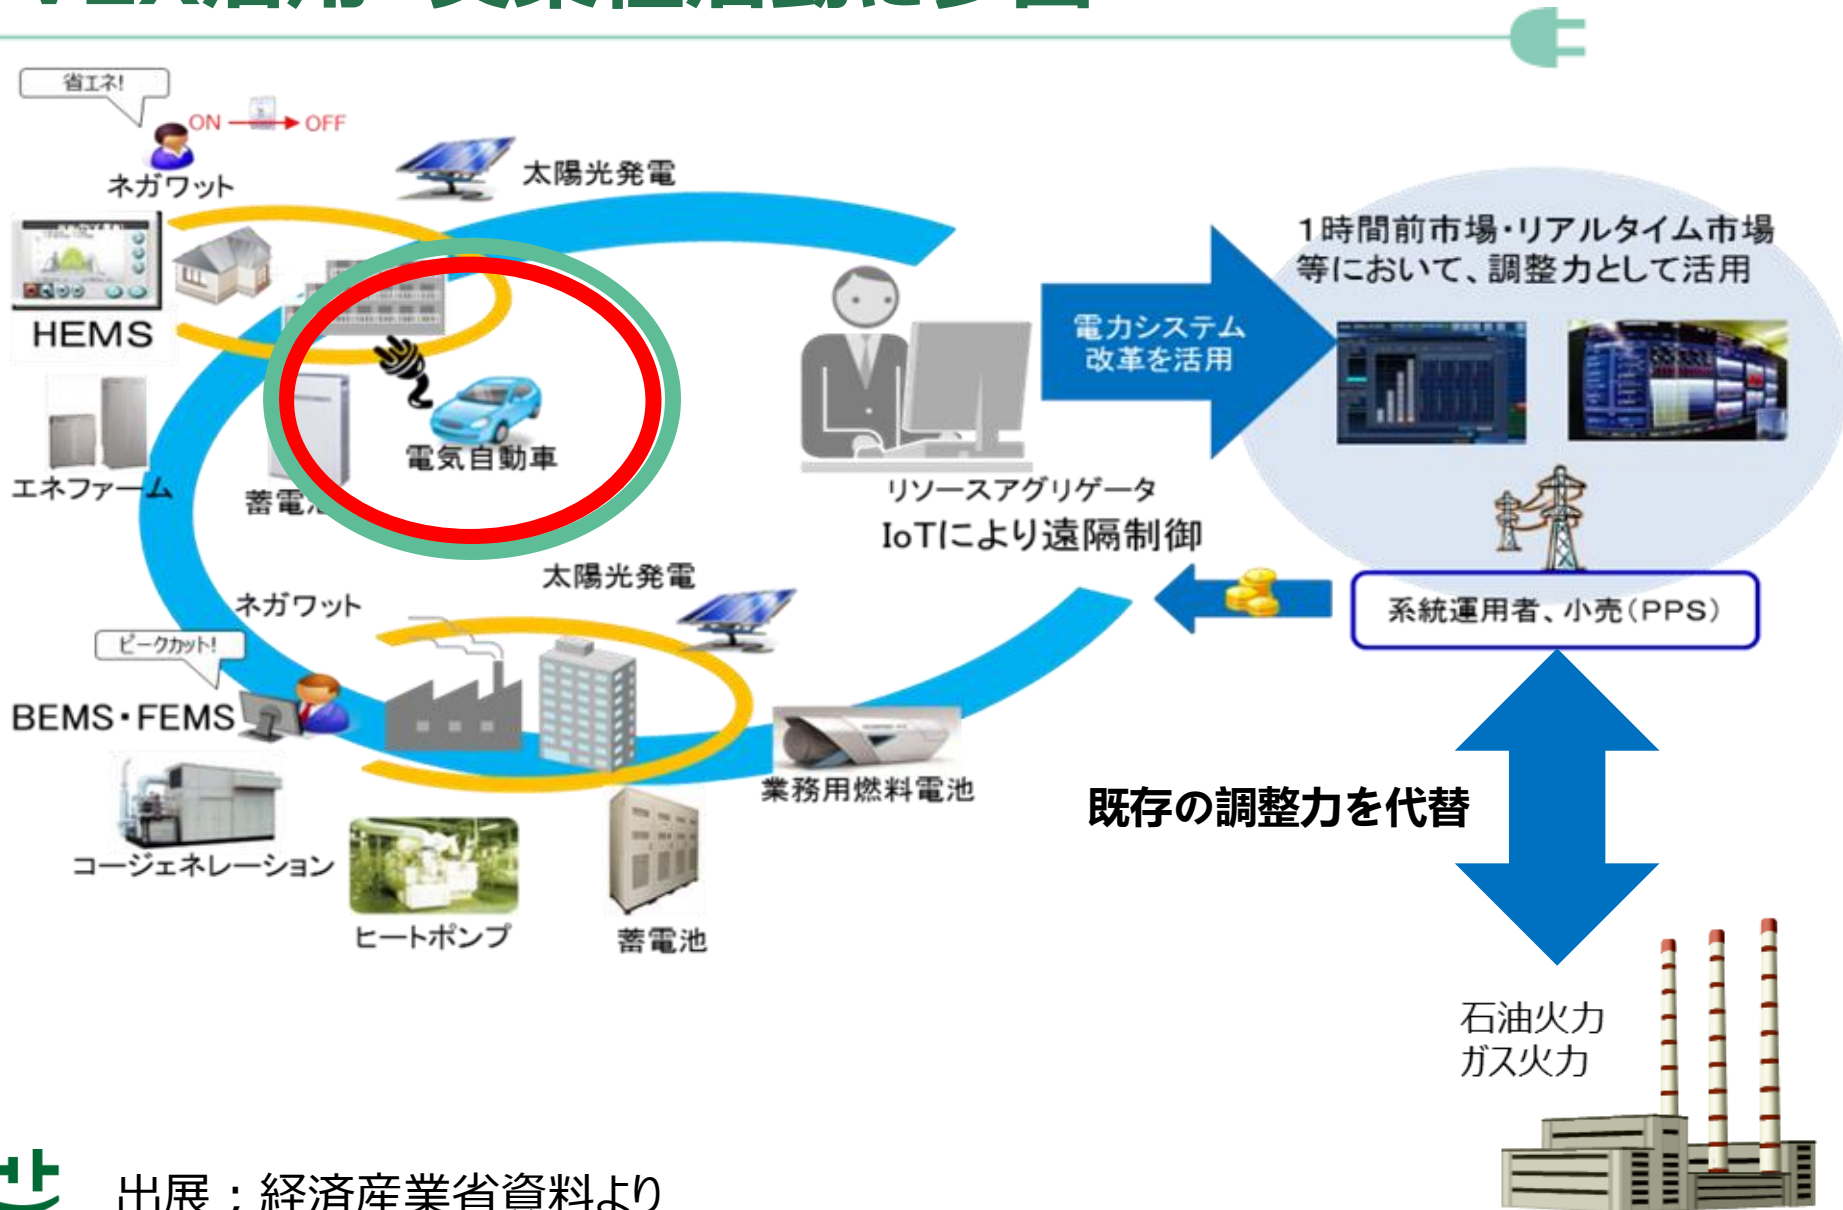 省エネ!
ON
OFF
ネガワット
太陽光発電
HEMS
電気自動車
エネファーム
蓄電池
リソースアグリゲータ
IoTにより遠隔制御
電力システム
改革を活用
1時間前市場・リアルタイム市場
等において、調整力として活用
系統運用者、小売(PPS)
太陽光発電
ネガワット
ピークカット!
BEMS・FEMS
業務用燃料電池
コージェネレーション
ヒートポンプ
蓄電池
既存の調整力を代替
石油火力
ガス火力
出展；経済産業省資料より